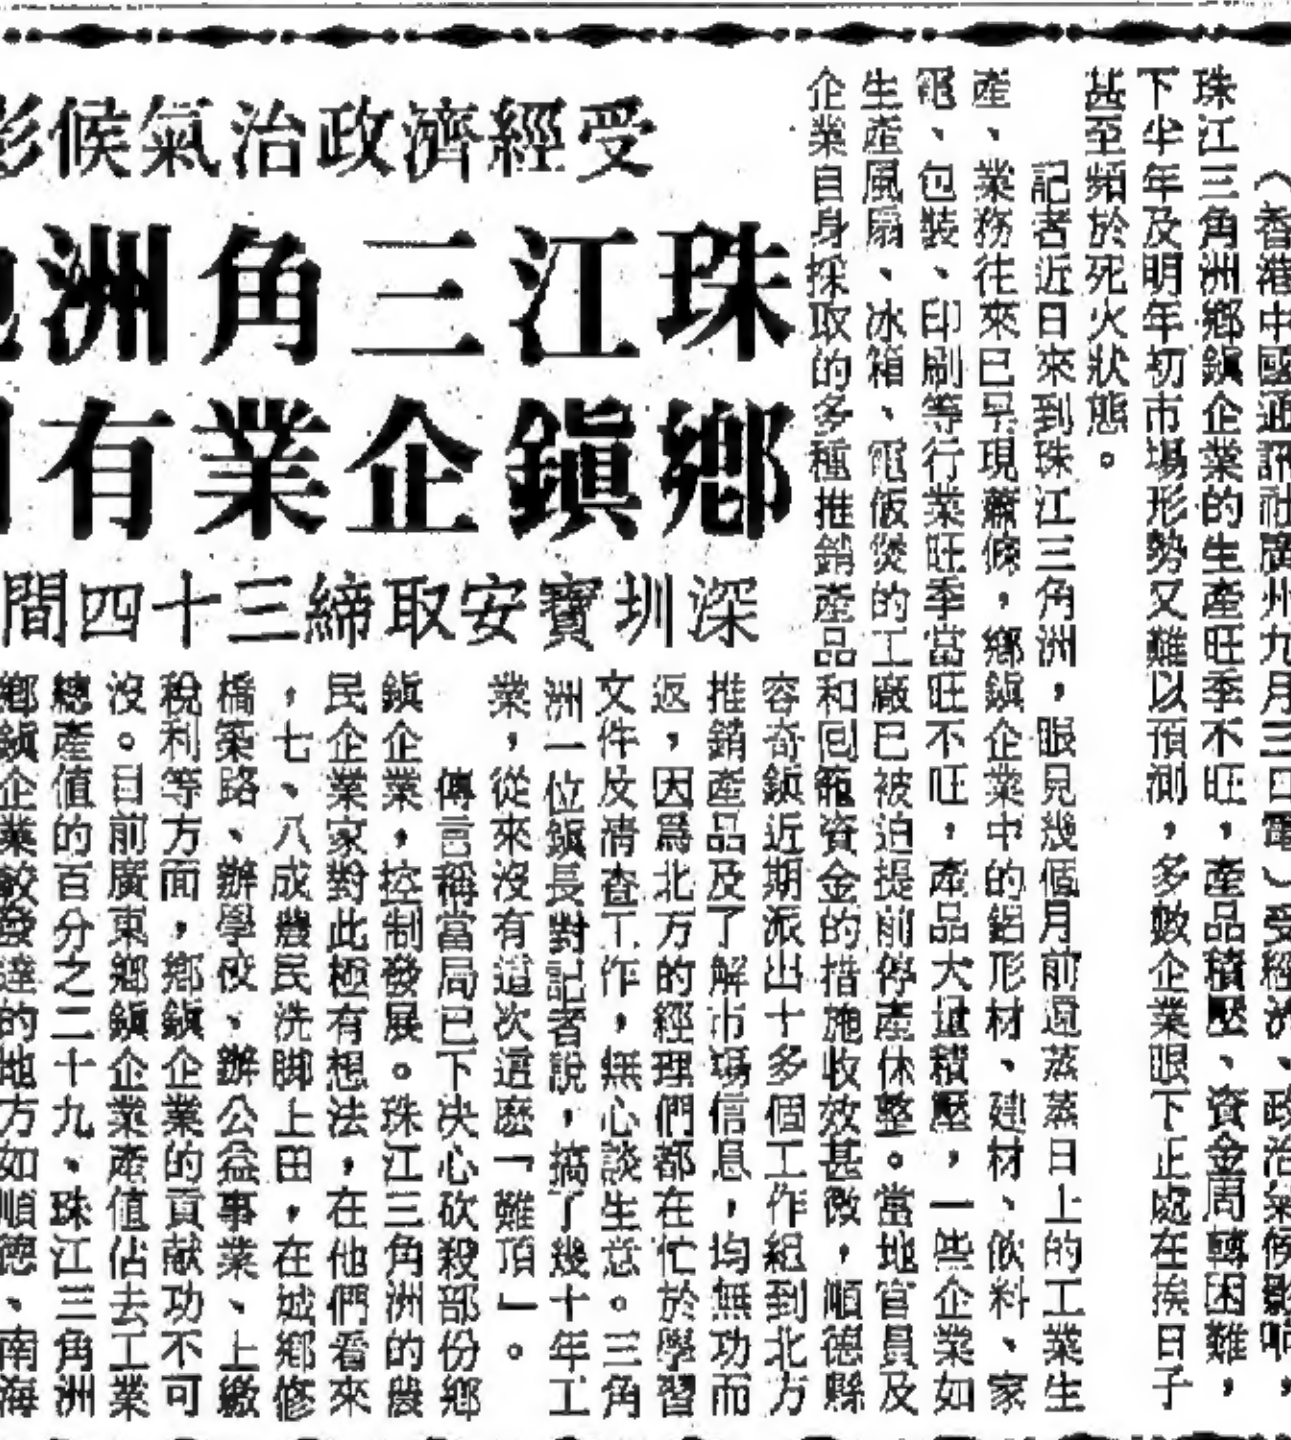 受經濟政治氣候影
珠江三角洲地
鄉鎮企業有
深圳寶安取締三十四間
（香港中國通訊社廣州九月三四電）受經濟、政治氣候影响，
珠江三角洲鄉鎮企業的生產旺季不旺，產品積壓、資金周轉困難，
下半年及明年初市場形勢又難以預測，多數企業眼下正處在挨日子
甚至頻於死火狀態。
記者近日來到珠江三角洲，眼見幾個月前還蒸蒸日上的工業生
產、業務往來已呈現蕭條，鄉鎮企業中的鋁形材、建材、飲料、家
電、包裝、印刷等行業旺季當旺不旺，產品大量積壓，一些企業如
生產風扇、冰箱、電飯煲的工廠已被迫提前停產休整。當地官員及
企業自身採取的多種推銷產品和回籠資金的措施收效甚微，順德縣
容奇鎮近期派出十多個工作組到北方
推銷產品及了解市場信息，均無功而
返，因爲北方的經理們都在忙於學習
文件及清查工作，無心談生意。三角
洲一位鎮長對記者說，搞了幾十年工
業，從來沒有這次這麽「難頂」。
傳言稱當局已下决心砍殺部份鄉
鎮企業，控制發展。珠江三角洲的農
民企業家對此極有想法，在他們看來
，七、八成農民洗脚上田，在城鄉修
橋築路、辦學校、辦公益事業、上繳
稅利等方面，鄉鎮企業的貢献功不可
沒。目前廣東鄉鎮企業產值佔去工業
總產值的百分之二十九、珠江三角洲
鄉鎮企業較發達的地方如順德、南海